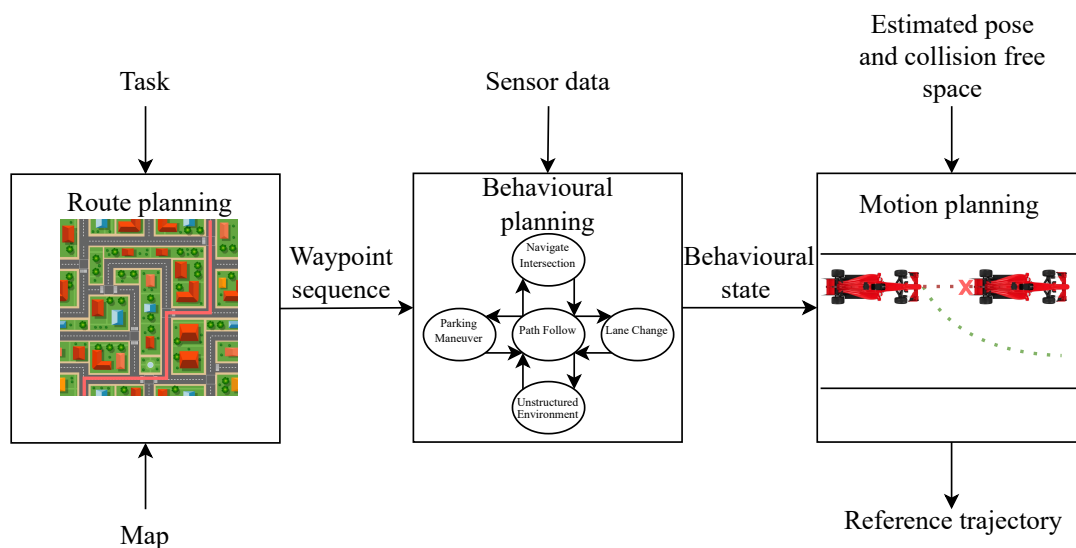 Task
Sensor data
Estimated pose
and collision free
space
Route planning
Behavioural
planning
Navigate
Intersection
Parking
Maneuver
Path Follow
Lane Change
Unstructured
Environment
Motion planning
Waypoint
sequence
Behavioural
state
X
Map
Reference trajectory